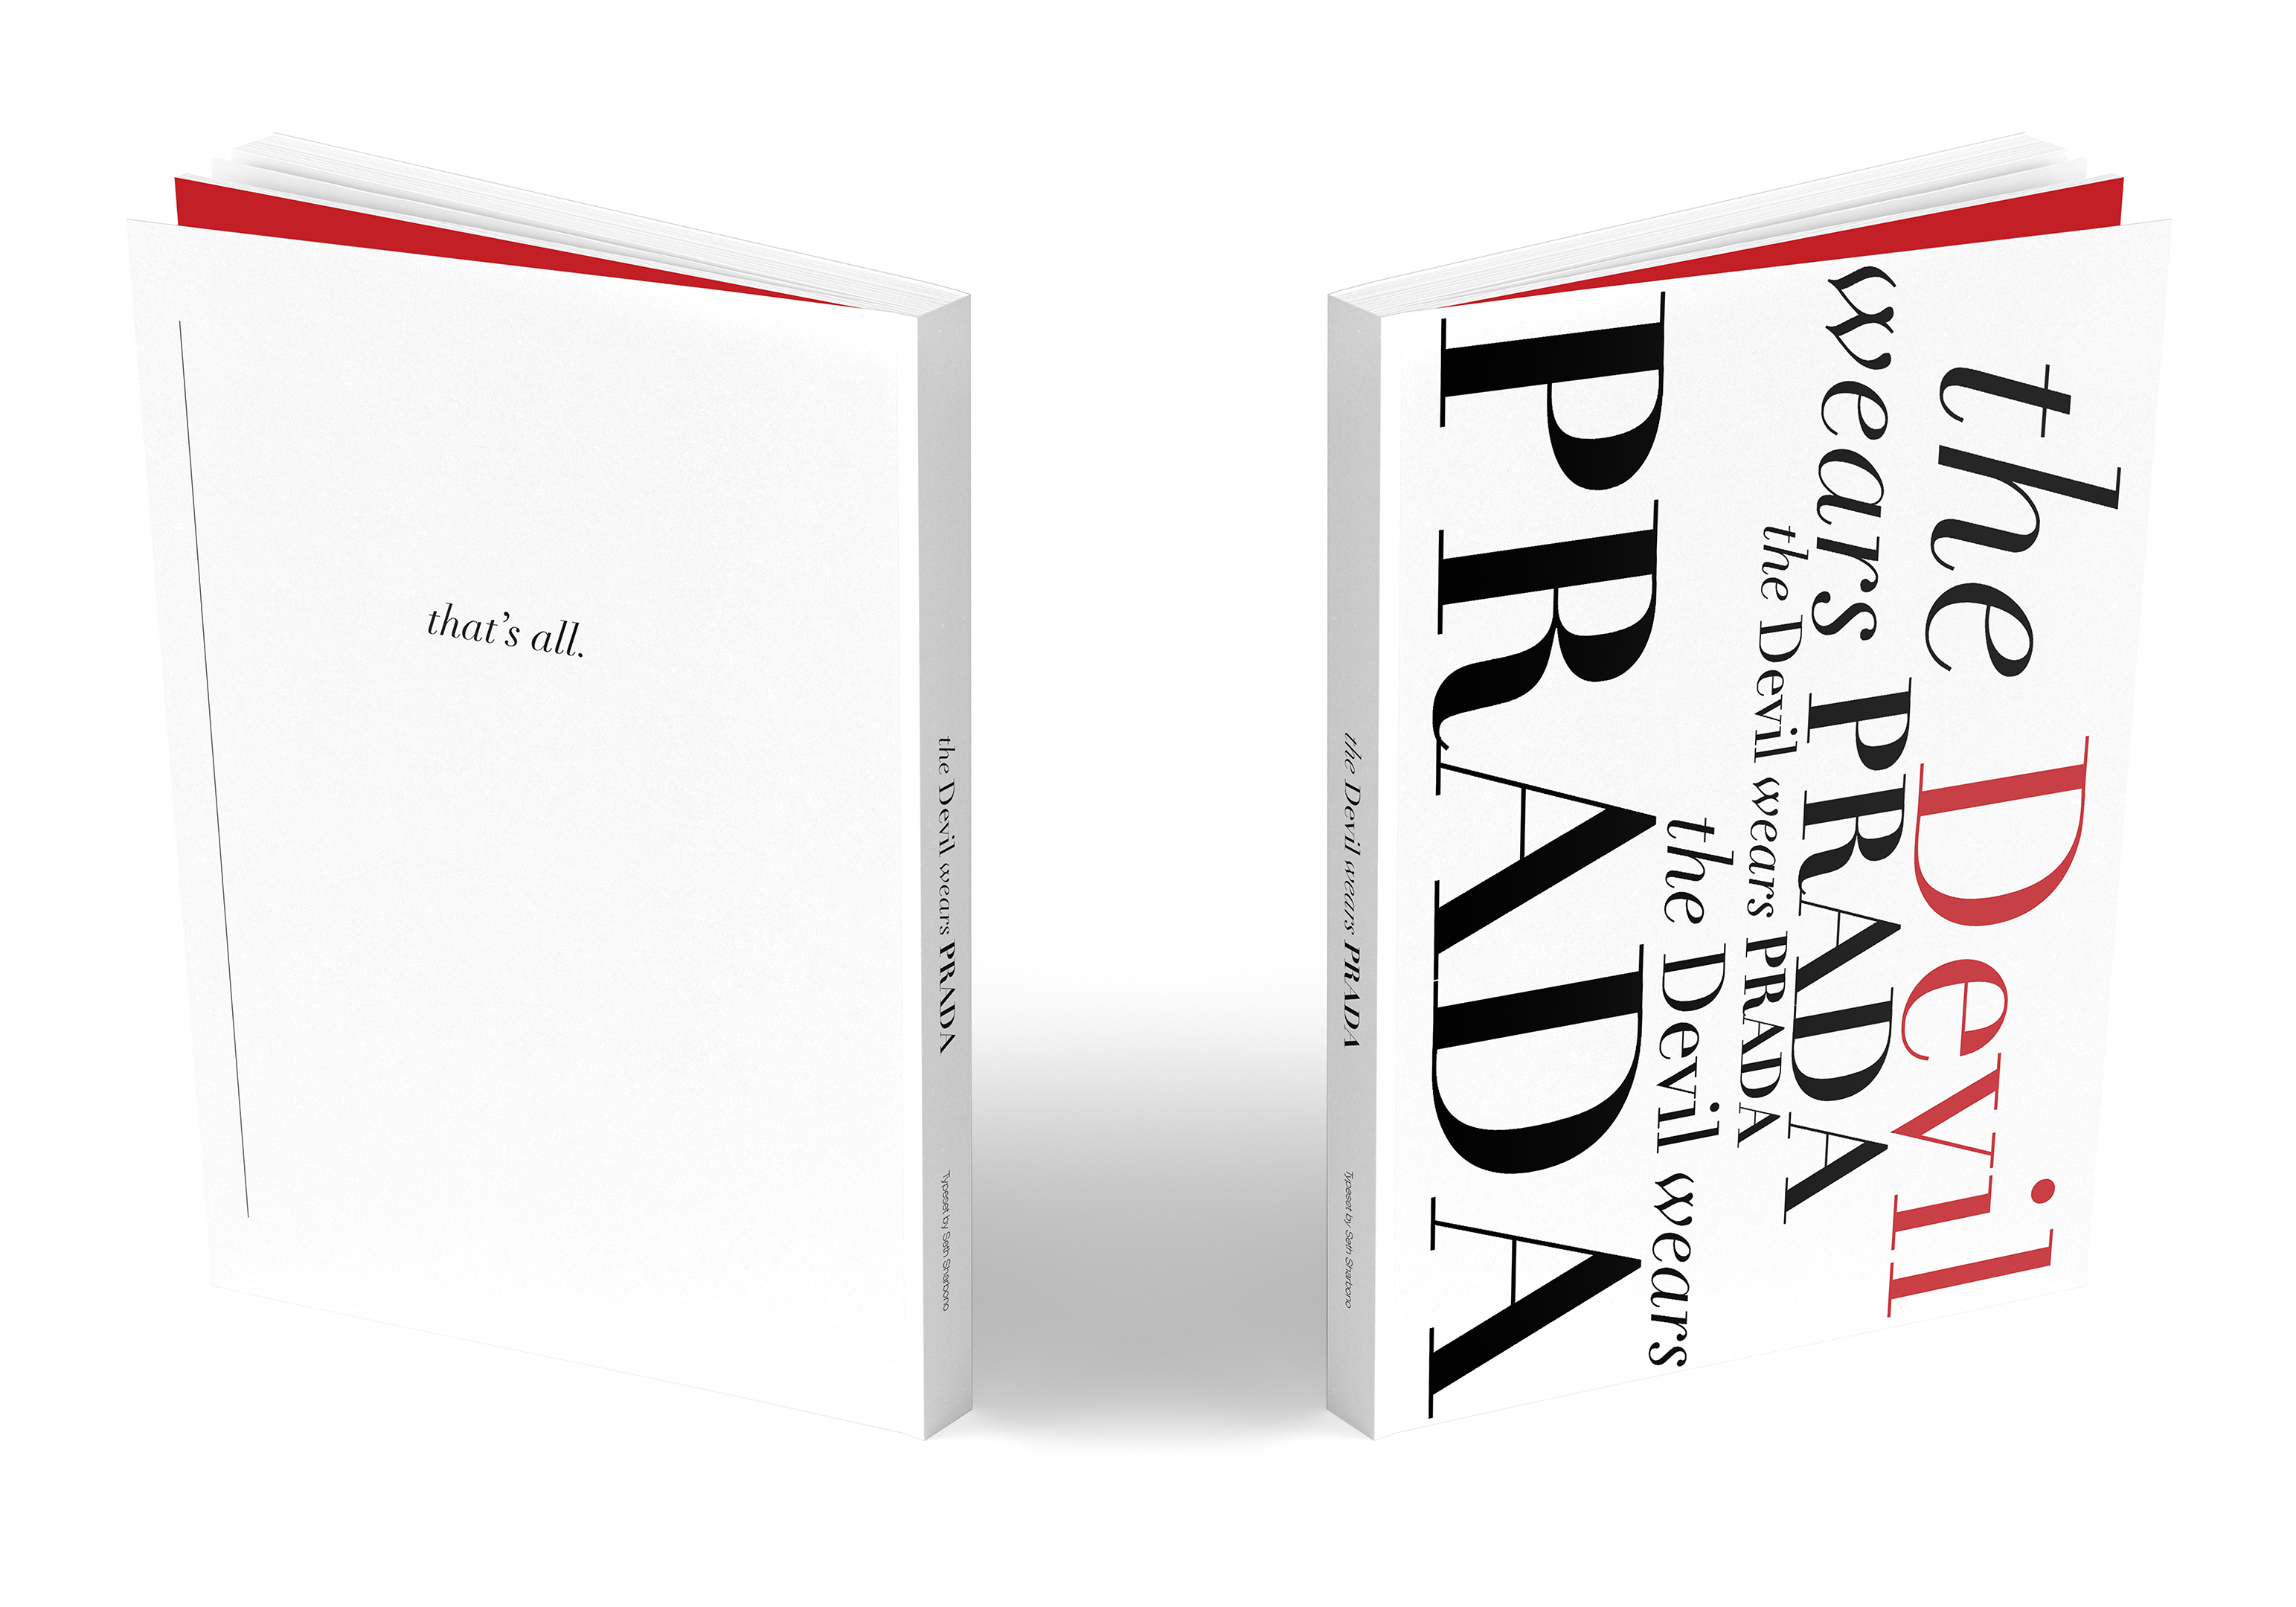 that's all.
the Devil wears PRADA
Typeset by Seth Sharbono
the Devil wears PRADA
Typeset by Seth Sharbono
the Devil
wears PRADA
the Devil wears PRADA
the Devil wears
PRADA